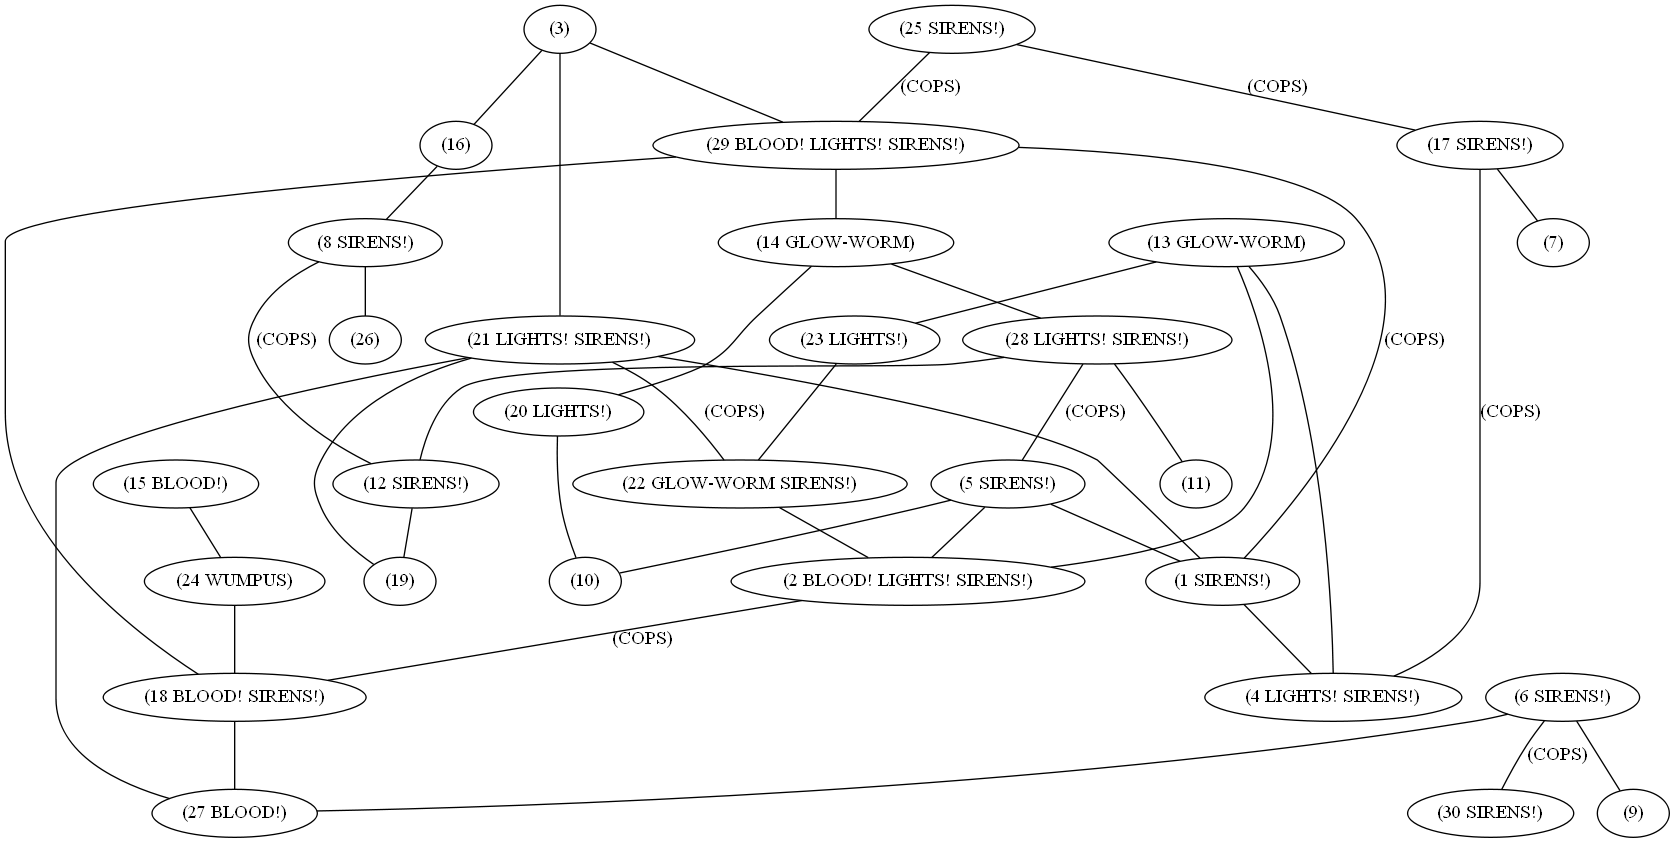 (3)
(25 SIRENS!)
(COPS)
(COPS)
(16)
(29 BLOOD! LIGHTS! SIRENS!)
(17 SIRENS!)
(8 SIRENS!)
(14 GLOW-WORM)
(13 GLOW-WORM)
(7)
(COPS)
(26)
(21 LIGHTS! SIRENS!)
(23 LIGHTS!)
(28 LIGHTS! SIRENS!)
(COPS)
(20 LIGHTS!)
(COPS)
(COPS)
(COPS)
(15 BLOOD!)
(12 SIRENS!)
(22 GLOW-WORM SIRENS!)
(5 SIRENS!)
(11)
(24 WUMPUS)
(19)
(10)
(2 BLOOD! LIGHTS! SIRENS!)
(1 SIRENS!)
(COPS)
(18 BLOOD! SIRENS!)
(4 LIGHTS! SIRENS!)
(6 SIRENS!)
(COPS)
(27 BLOOD!)
(30 SIRENS!)
(9)